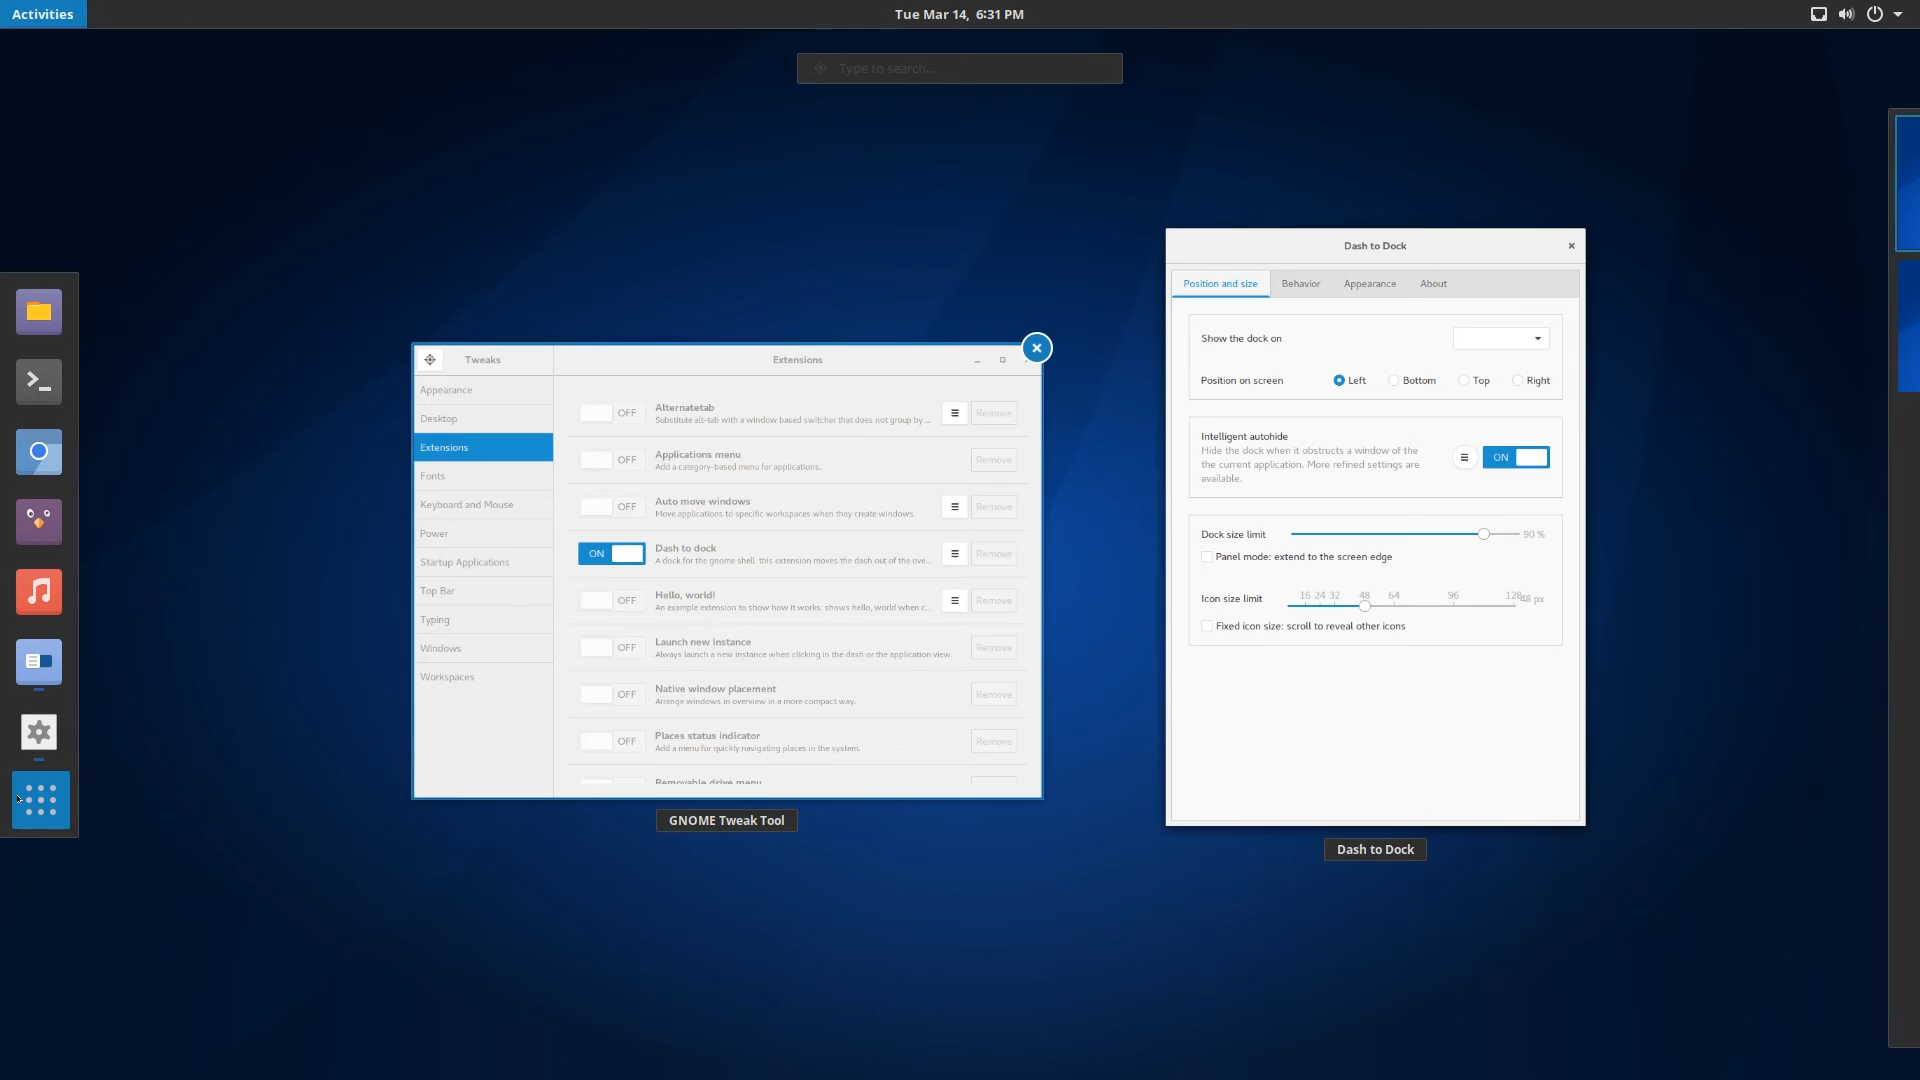 Activities
Tue Mar 14, 6:31 PM
Type to search...
Tweaks
Extensions
Appearance
Desktop
Extensions
Fonts
Keyboard and Mouse
Power
Startup Applications
Top Bar
Typing
Windows
Workspaces
OFF
Alternatetab
Substitute alt-tab with a window based switcher that does not group by ...
Remove
OFF
Applications menu
Add a category-based menu for applications.
Remove
OFF
Auto move windows
Move applications to specific workspaces when they create windows.
Remove
ON
Dash to dock
A dock for the gnome shell. this extension moves the dash out of the ove...
Remove
OFF
Hello, world!
An example extension to show how it works. shows hello, world when c...
Remove
OFF
Launch new instance
Always launch a new instance when clicking in the dash or the application view.
Remove
OFF
Native window placement
Arrange windows in overview in a more compact way.
Remove
OFF
Places status indicator
Add a menu for quickly navigating places in the system.
Remove
Removable drive menu
GNOME Tweak Tool
Dash to Dock
Position and size
Behavior
Appearance
About
Show the dock on
Position on screen
Left
Bottom
Top
Right
Intelligent autohide
Hide the dock when it obstructs a window of the
the current application. More refined settings are
available.
ON
Dock size limit
90 %
Panel mode: extend to the screen edge
Icon size limit
16 24 32 48 64 96 128
48 px
Fixed icon size: scroll to reveal other icons
Dash to Dock